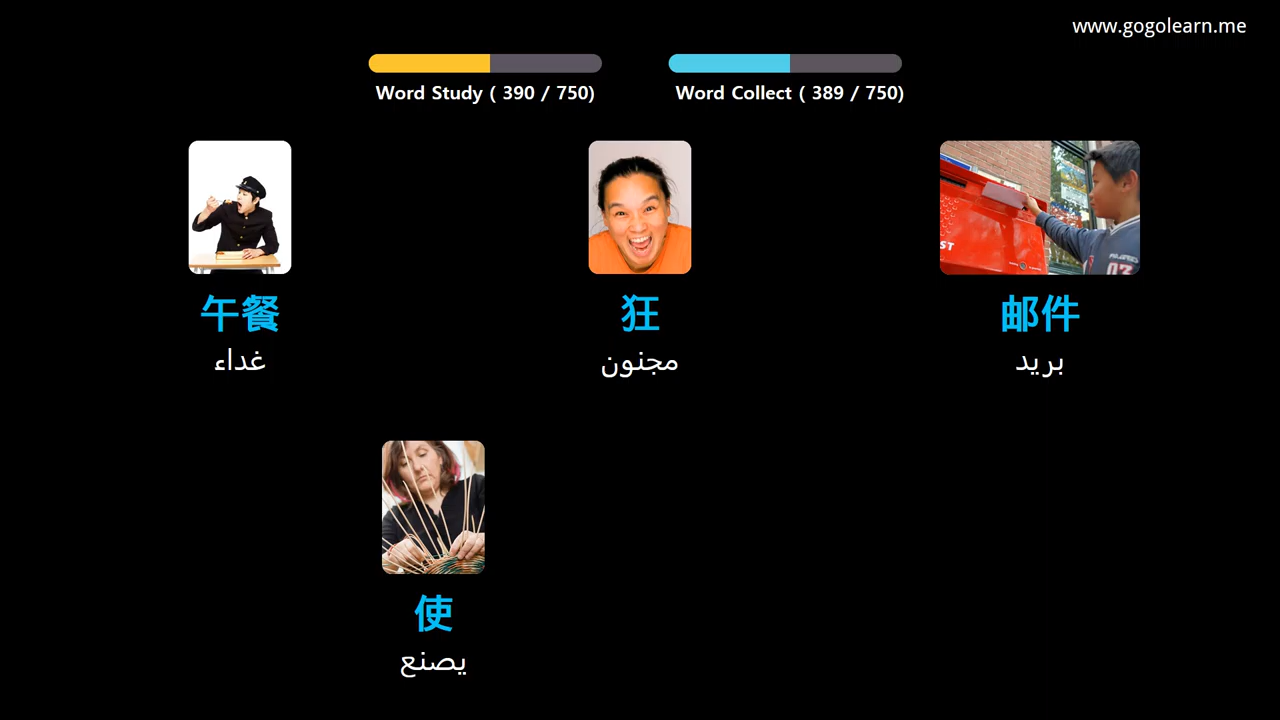 www.gogolearn.me
Word Study ( 390 / 750)
Word Collect ( 389 / 750)
午餐
غداء
狂
مجنون
ST
邮件
بريد
使
يصنع